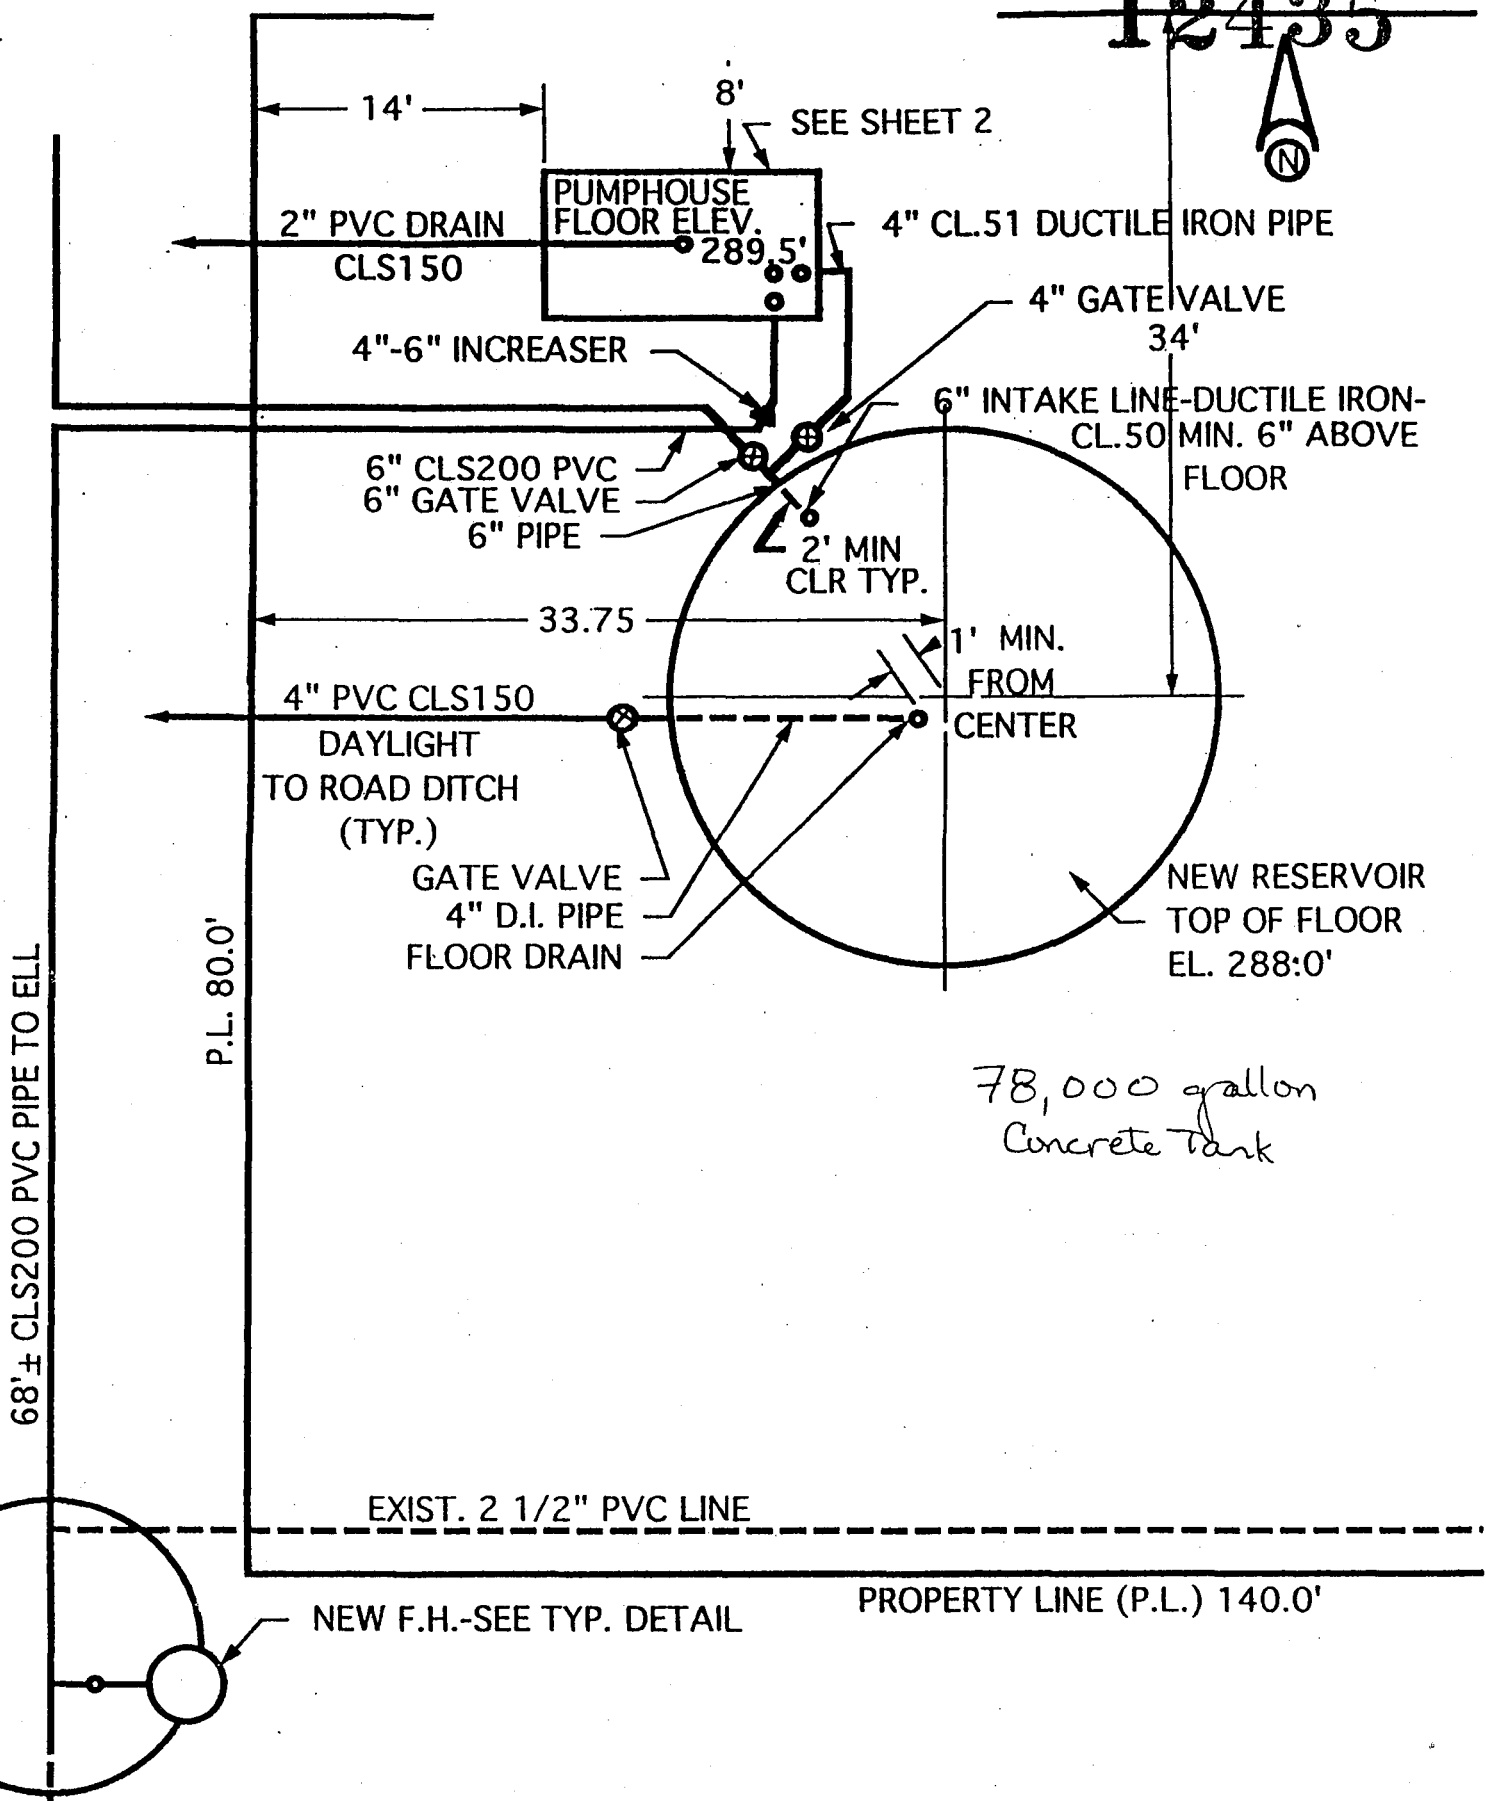 12435
14'
8'
SEE SHEET 2
N
PUMPHOUSE
FLOOR ELEV.
289.5'
2" PVC DRAIN
CLS150
4" CL.51 DUCTILE IRON PIPE
4" GATE VALVE
34'
4"-6" INCREASER
6" INTAKE LINE-DUCTILE IRON-
CL.50 MIN. 6" ABOVE
FLOOR
6" CLS200 PVC
6" GATE VALVE
6" PIPE
2' MIN
CLR TYP.
33.75
1' MIN.
FROM
CENTER
4" PVC CLS150
DAYLIGHT
TO ROAD DITCH
(TYP.)
GATE VALVE
4" D.I. PIPE
FLOOR DRAIN
NEW RESERVOIR
TOP OF FLOOR
EL. 288:0'
P.L. 80.0'
68'± CLS200 PVC PIPE TO ELL
78,000 gallon
Concrete Tank
EXIST. 2 1/2" PVC LINE
PROPERTY LINE (P.L.) 140.0'
NEW F.H.-SEE TYP. DETAIL